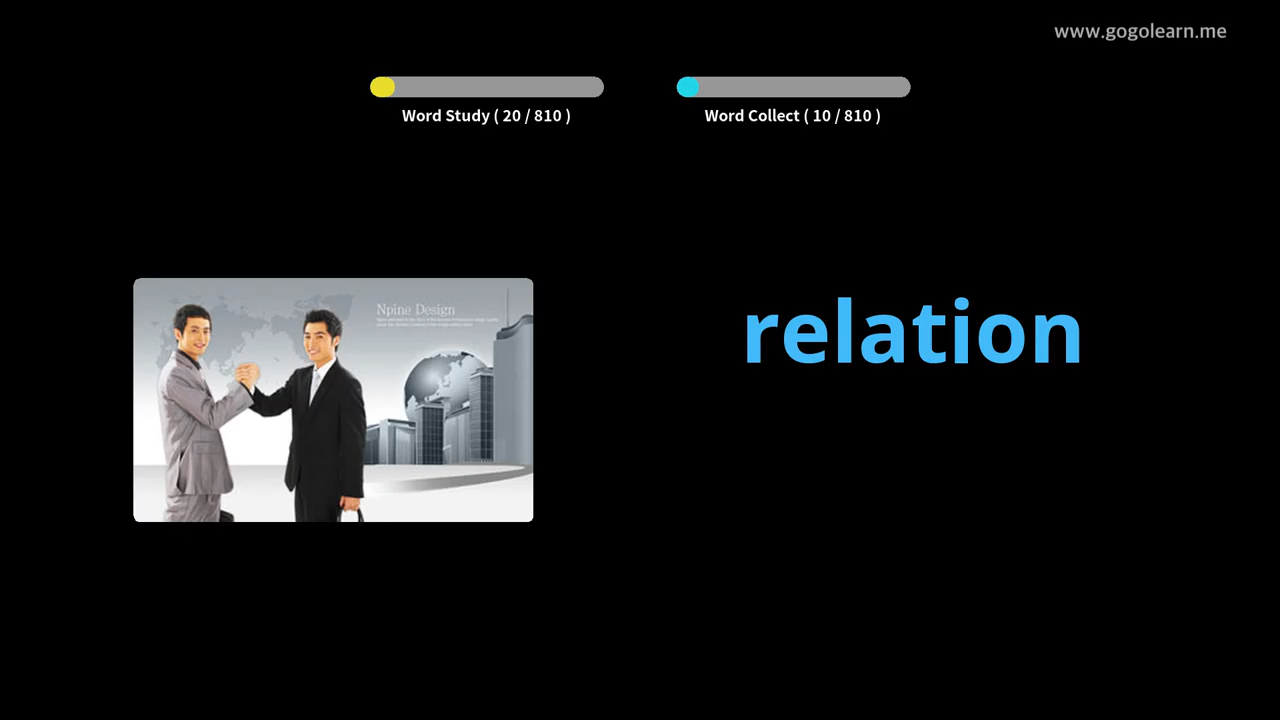 www.gogolearn.me
Word Study ( 20 / 810 )
Word Collect ( 10 / 810 )
Npine Design
relation